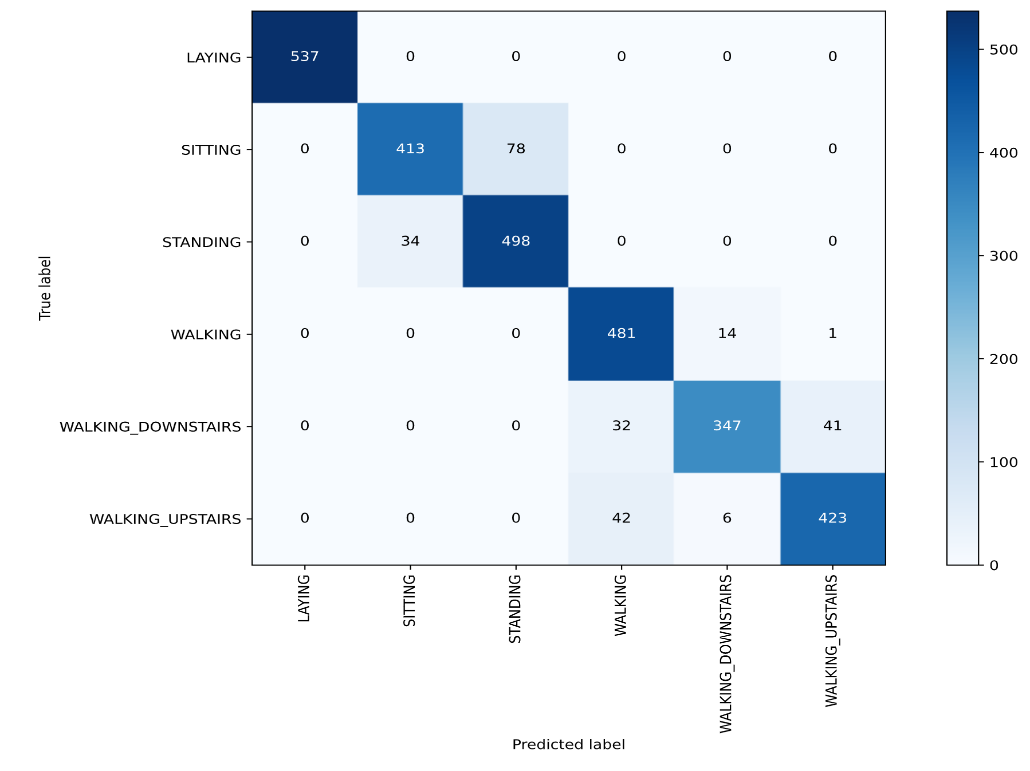 LAYING 537 0 0 0 0 0
SITTING 0 413 78 0 0 0
STANDING 0 34 498 0 0 0
WALKING 0 0 0 481 14 1
WALKING_DOWNSTAIRS 0 0 0 32 347 41
WALKING_UPSTAIRS 0 0 0 42 6 423
True label
LAYING
SITTING
STANDING
WALKING
WALKING_DOWNSTAIRS
WALKING_UPSTAIRS
Predicted label
500
400
300
200
100
0